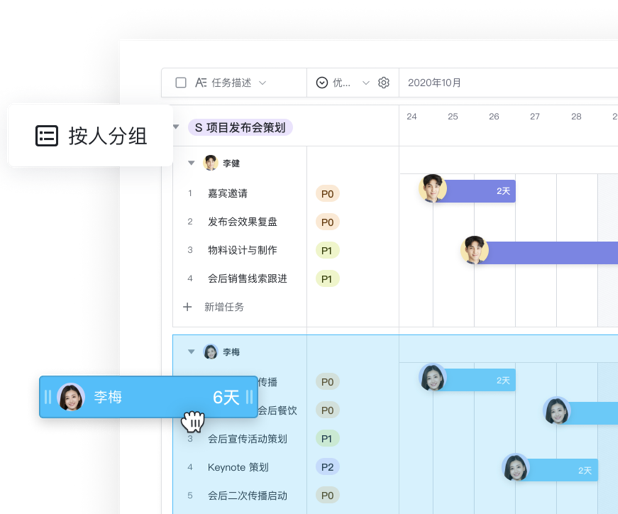 任务描述 优... 2020年10月
24 25 26 27 28
按人分组
S 项目发布会策划
李健
1 嘉宾邀请 P0 2天
2 发布会效果复盘 P0
3 物料设计与制作 P1
4 会后销售线索跟进 P1
新增任务
李梅
传播 P0 2天
李梅 6天
会后餐饮 P0
3 会后宣传活动策划 P1
4 Keynote 策划 P2 2天
5 会后二次传播启动 P0